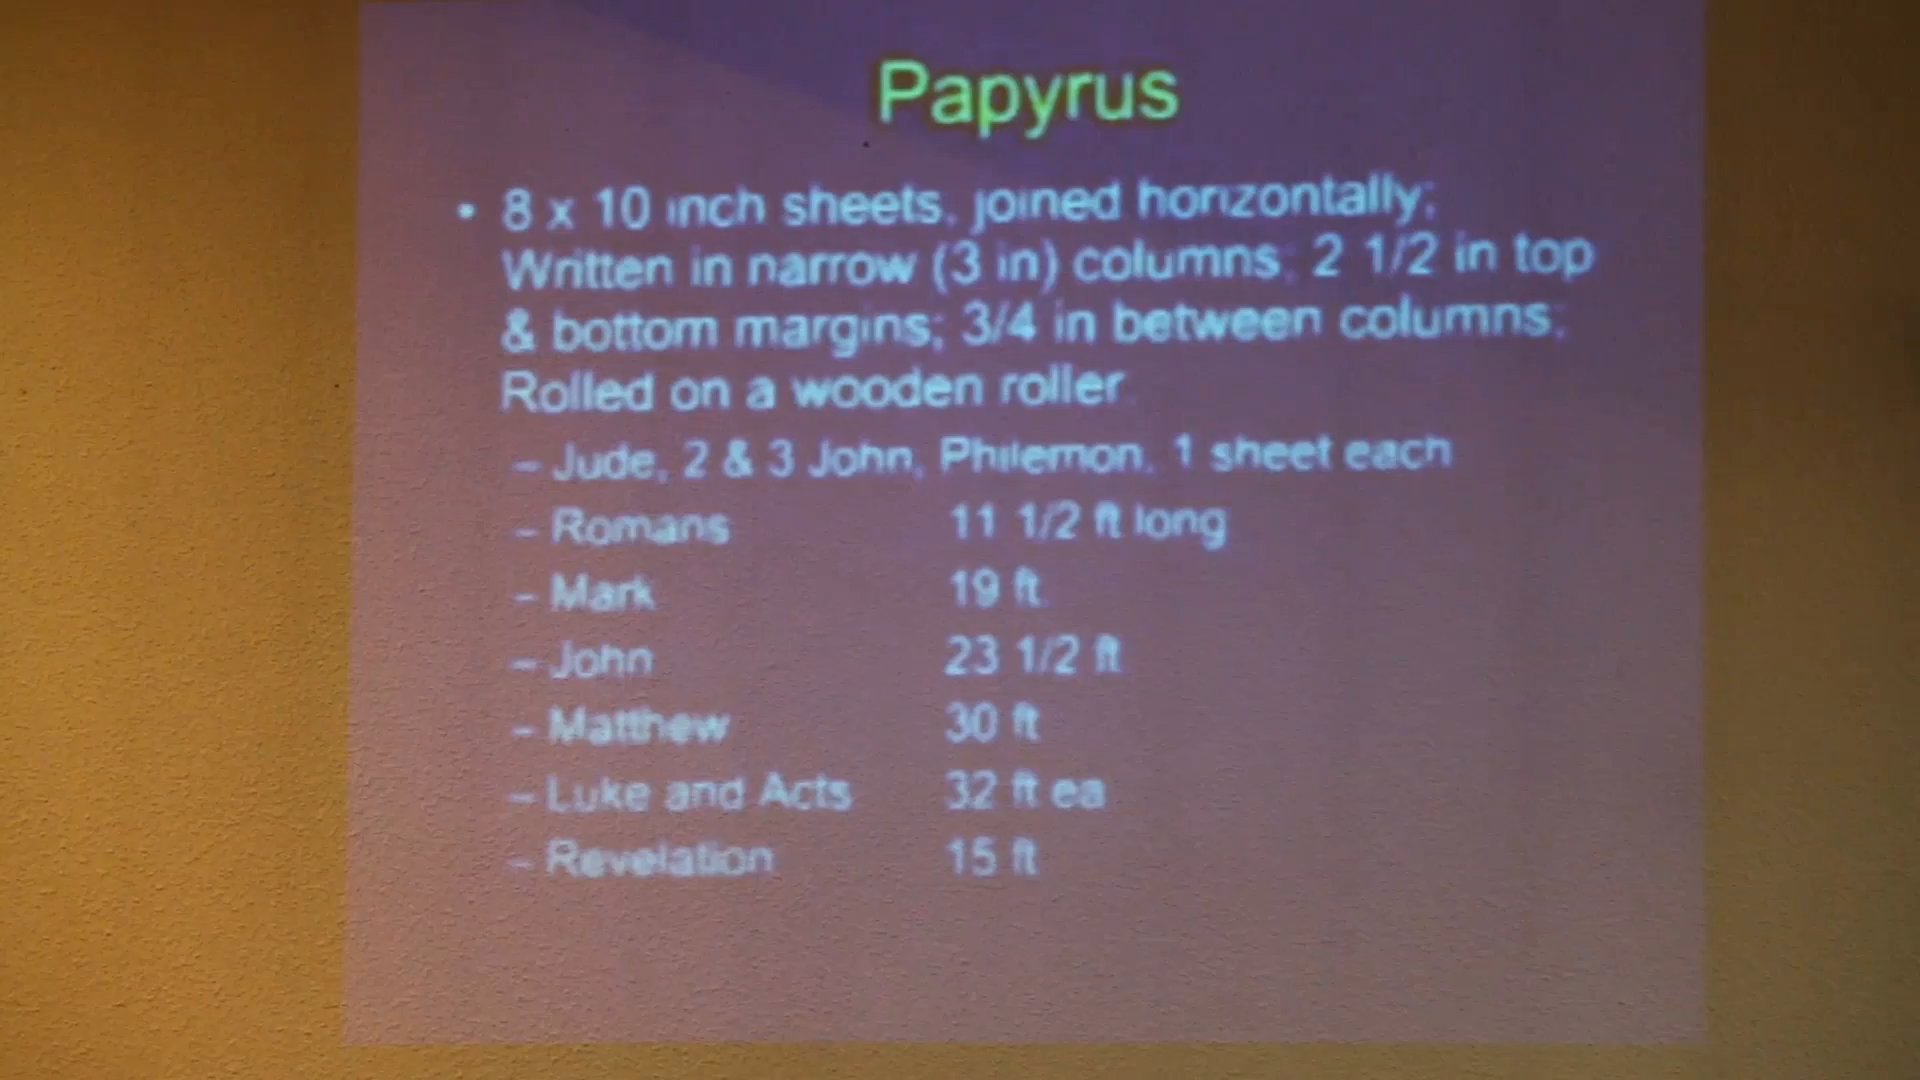 Papyrus
• 8 x 10 inch sheets, joined horizontally;
Written in narrow (3 in) columns; 2 1/2 in top
& bottom margins; 3/4 in between columns;
Rolled on a wooden roller
– Jude, 2 & 3 John, Philemon, 1 sheet each
– Romans 11 1/2 ft long
– Mark 19 ft.
– John 23 1/2 ft
– Matthew 30 ft
– Luke and Acts 32 ft ea
– Revelation 15 ft